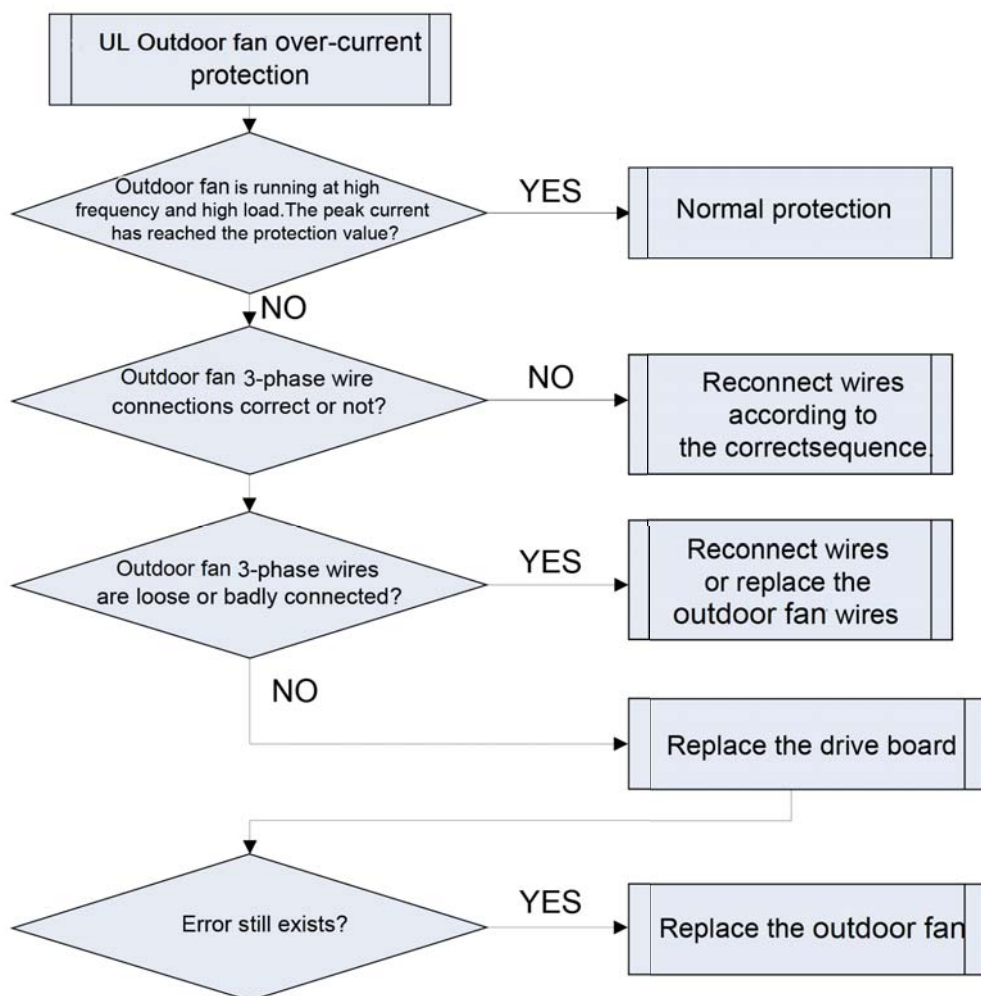 UL Outdoor fan over-current
protection
Outdoor fan is running at high
frequency and high load.The peak current
has reached the protection value?
YES
Normal protection
NO
Outdoor fan 3-phase wire
connections correct or not?
NO
Reconnect wires
according to
the correctsequence.
Outdoor fan 3-phase wires
are loose or badly connected?
YES
Reconnect wires
or replace the
outdoor fan wires
NO
Replace the drive board
Error still exists?
YES
Replace the outdoor fan